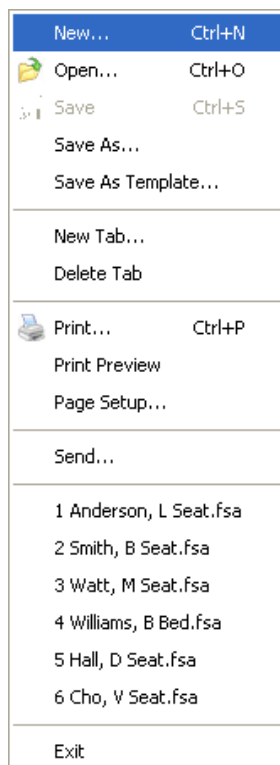 New... Ctrl+N
Open... Ctrl+O
Save Ctrl+S
Save As...
Save As Template...
New Tab...
Delete Tab
Print... Ctrl+P
Print Preview
Page Setup...
Send...
1 Anderson, L Seat.fsa
2 Smith, B Seat.fsa
3 Watt, M Seat.fsa
4 Williams, B Bed.fsa
5 Hall, D Seat.fsa
6 Cho, V Seat.fsa
Exit